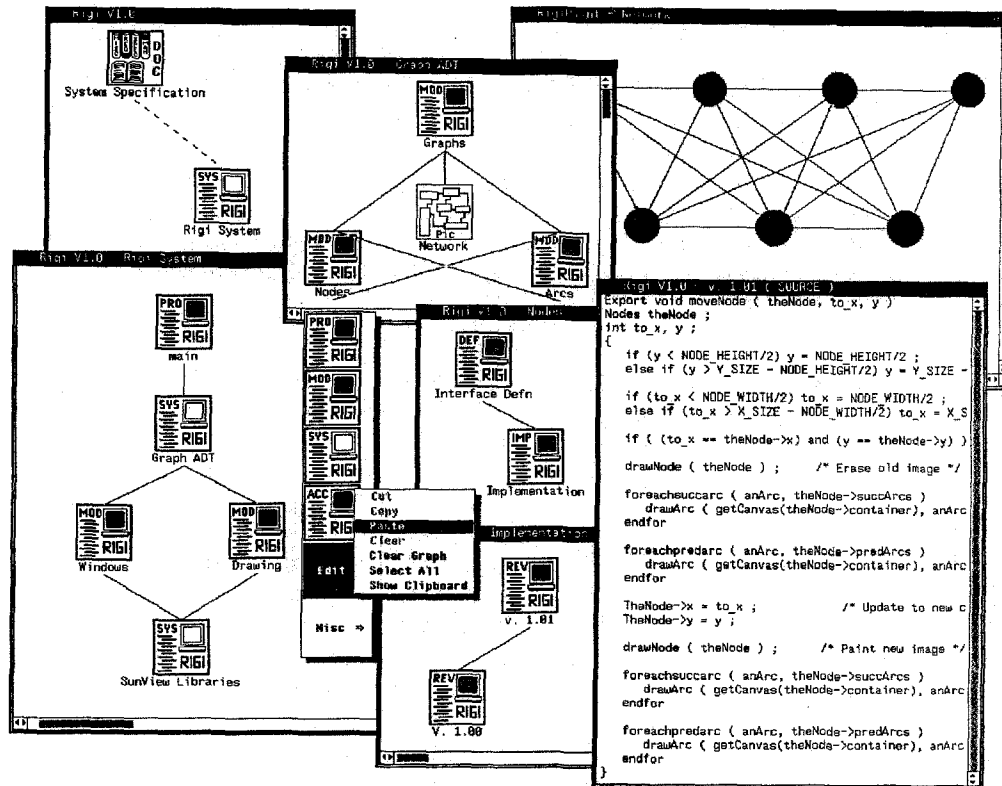 Rigi V1.0
DOC
System Specification
SYS
RIGI
Rigi System
Rigi V1.0 Graph ADT
MOD
RIGI
Graphs
Pic
Network
MOD
RIGI
Nodes
MOD
RIGI
Arcs
Network
Rigi V1.0 Rigi System
PRO
RIGI
main
SYS
RIGI
Graph ADT
MOD
RIGI
Windows
MOD
RIGI
Drawing
SYS
RIGI
SunView Libraries
PRO
RIGI
MOD
RIGI
SYS
RIGI
ACC
RIGI
Edit
Misc ⇒
Cut
Copy
Paste
Clear
Clear Graph
Select All
Show Clipboard
Rigi V1.0 Nodes
DEF
RIGI
Interface Defn
IMP
RIGI
Implementation
Implementation
REV
RIGI
v. 1.01
REV
RIGI
V. 1.00
Rigi V1.0 - v. 1.01 ( SOURCE )
Export void moveNode ( theNode, to_x, y )
Nodes theNode ;
int to_x, y ;
{
if (y < NODE_HEIGHT/2) y = NODE_HEIGHT/2 ;
else if (y > Y_SIZE - NODE_HEIGHT/2) y = Y_SIZE -
if (to_x < NODE_WIDTH/2) to_x = NODE_WIDTH/2 ;
else if (to_x > X_SIZE - NODE_WIDTH/2) to_x = X_S
if ( (to_x == theNode->x) and (y == theNode->y) )
drawNode ( theNode ) ; /* Erase old image */
foreachsuccarc ( anArc, theNode->succArcs )
drawArc ( getCanvas(theNode->container), anArc
endfor
foreachpredarc ( anArc, theNode->predArcs )
drawArc ( getCanvas(theNode->container), anArc
endfor
TheNode->x = to_x ; /* Update to new c
TheNode->y = y ;
drawNode ( theNode ) ; /* Paint new image */
foreachsuccarc ( anArc, theNode->succArcs )
drawArc ( getCanvas(theNode->container), anArc
endfor
foreachpredarc ( anArc, theNode->predArcs )
drawArc ( getCanvas(theNode->container), anArc
endfor
}